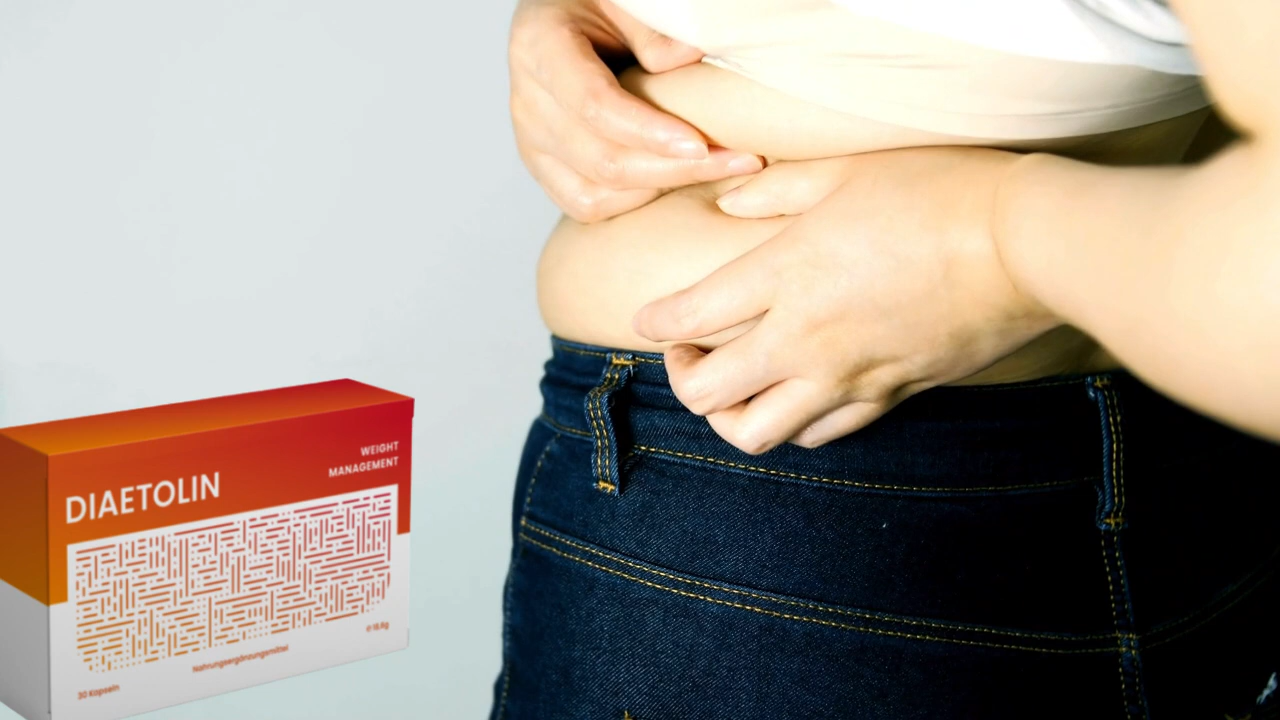 WEIGHT
MANAGEMENT
DIAETOLIN
Nahrungsergänzungsmittel
30 Kapseln